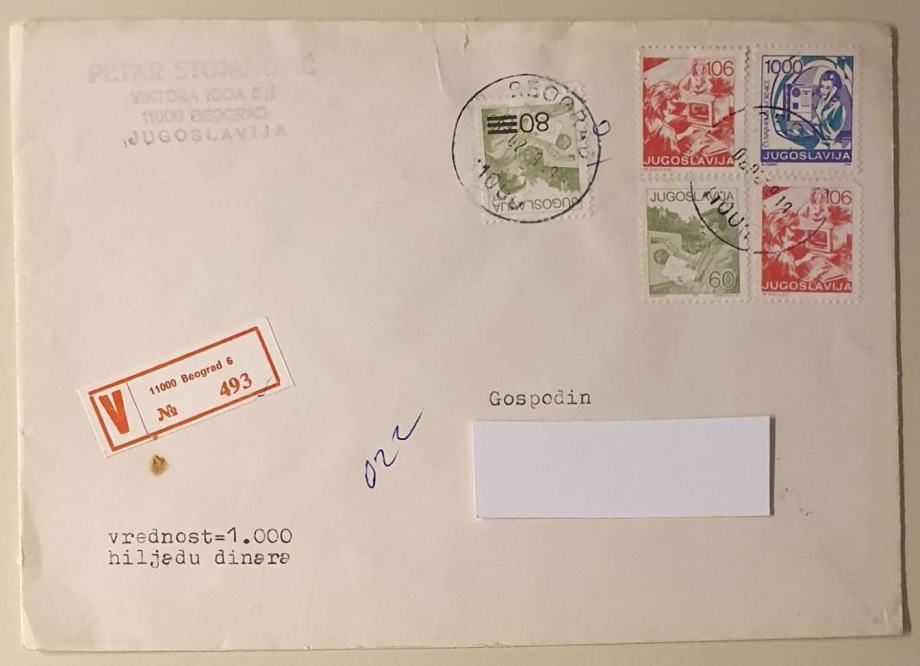 PETAR STOJANOVIĆ
VIKTORA IGOA 5/I
11000 BEOGRAD
JUGOSLAVIJA
BEOGRAD
80
JUGOSLAVIJA
106
JUGOSLAVIJA
1000
JUGOSLAVIJA
JUGOSLAVIJA
60
106
JUGOSLAVIJA
V
11000 Beograd 6
№ 493
Gospodin
022
vrednost=1.000
hiljadu dinara